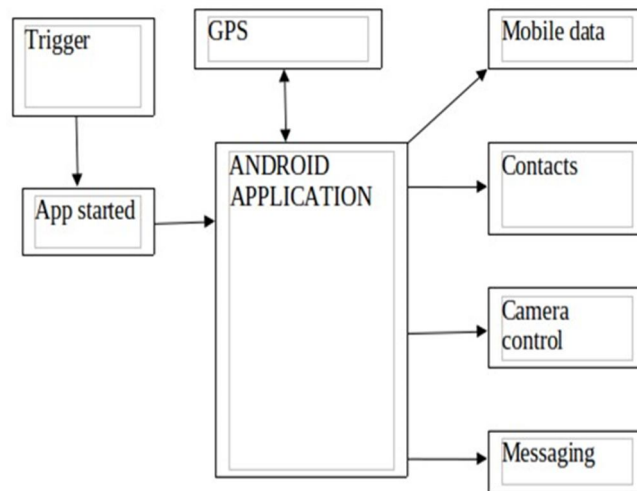 Trigger
GPS
Mobile data
ANDROID
APPLICATION
Contacts
App started
Camera
control
Messaging